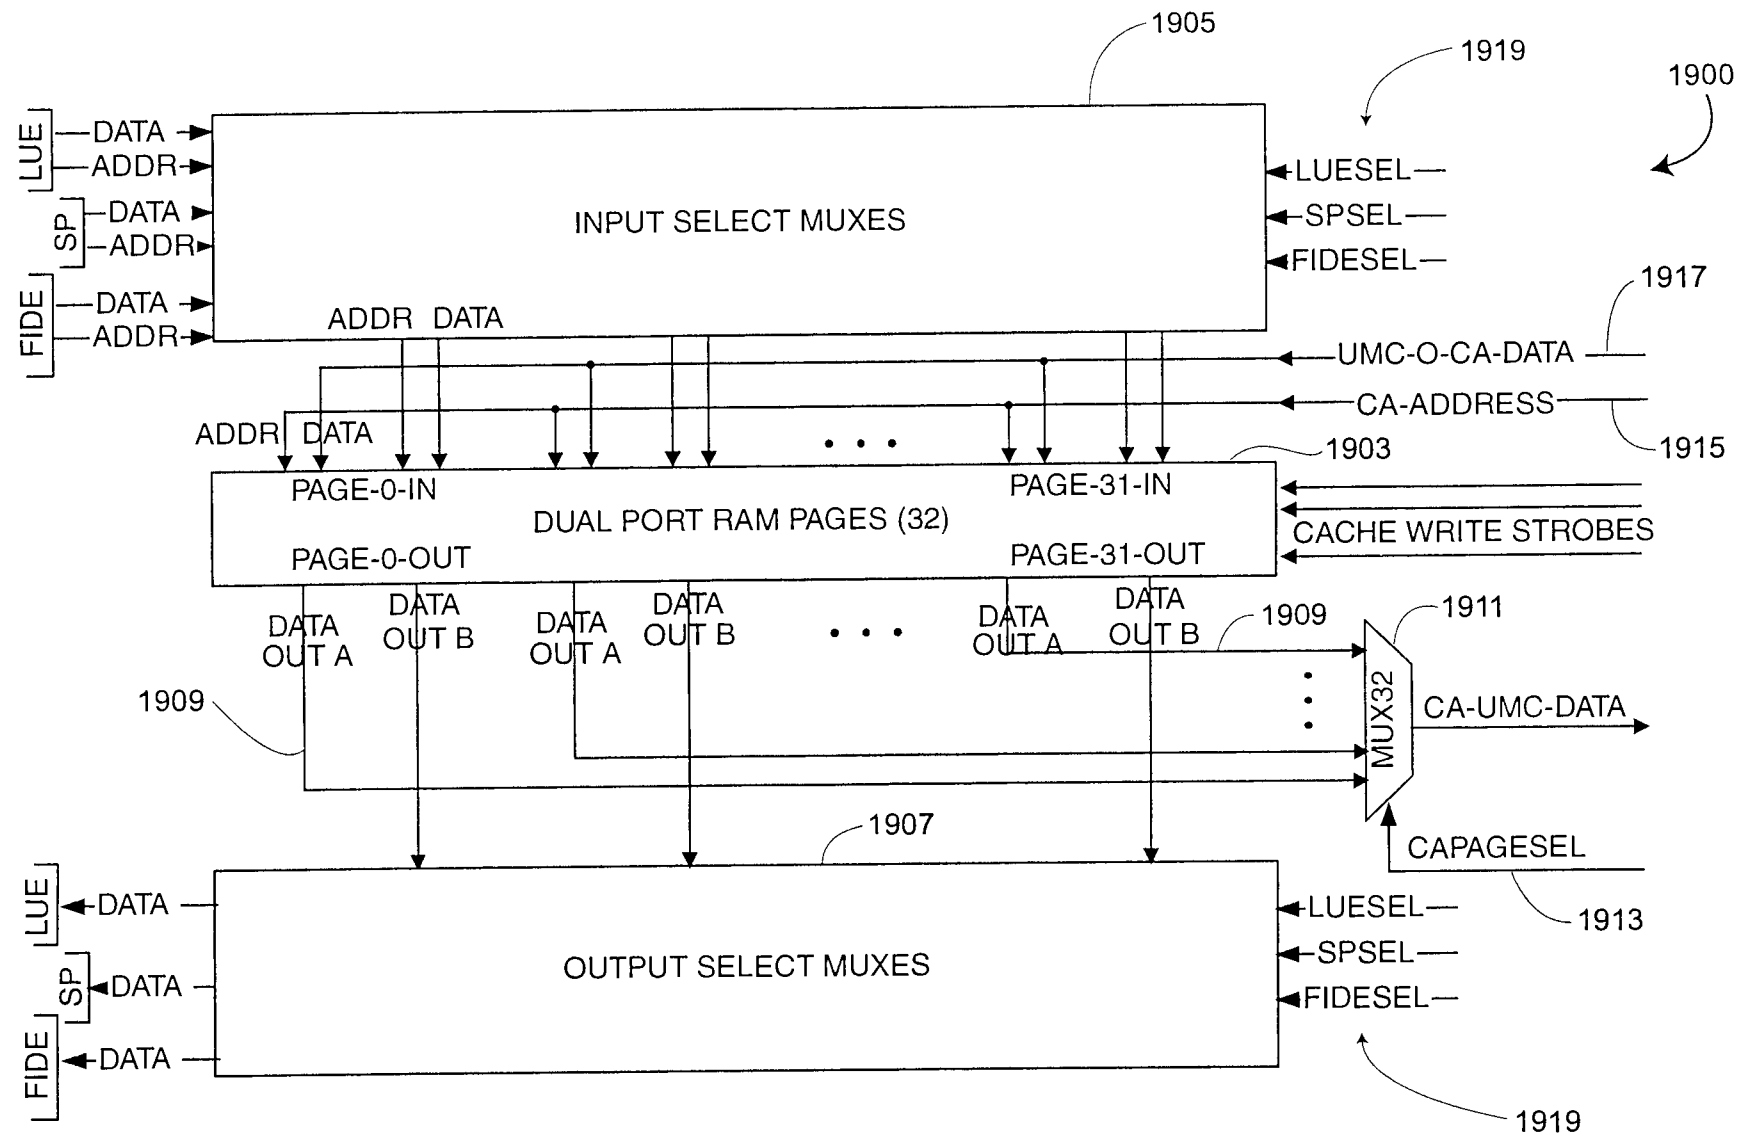 1905
1919
1900
LUE
DATA
ADDR
SP
DATA
ADDR
FIDE
DATA
ADDR
INPUT SELECT MUXES
LUESEL
SPSEL
FIDESEL
ADDR DATA
1917
UMC-O-CA-DATA
CA-ADDRESS
1915
ADDR DATA
1903
PAGE-0-IN
PAGE-31-IN
DUAL PORT RAM PAGES (32)
CACHE WRITE STROBES
PAGE-0-OUT
PAGE-31-OUT
DATA
OUT A
DATA
OUT B
DATA
OUT A
DATA
OUT B
DATA
OUT A
DATA
OUT B
1909
1911
1909
MUX32
CA-UMC-DATA
1907
CAPAGESEL
1913
LUE
DATA
SP
DATA
FIDE
DATA
OUTPUT SELECT MUXES
LUESEL
SPSEL
FIDESEL
1919